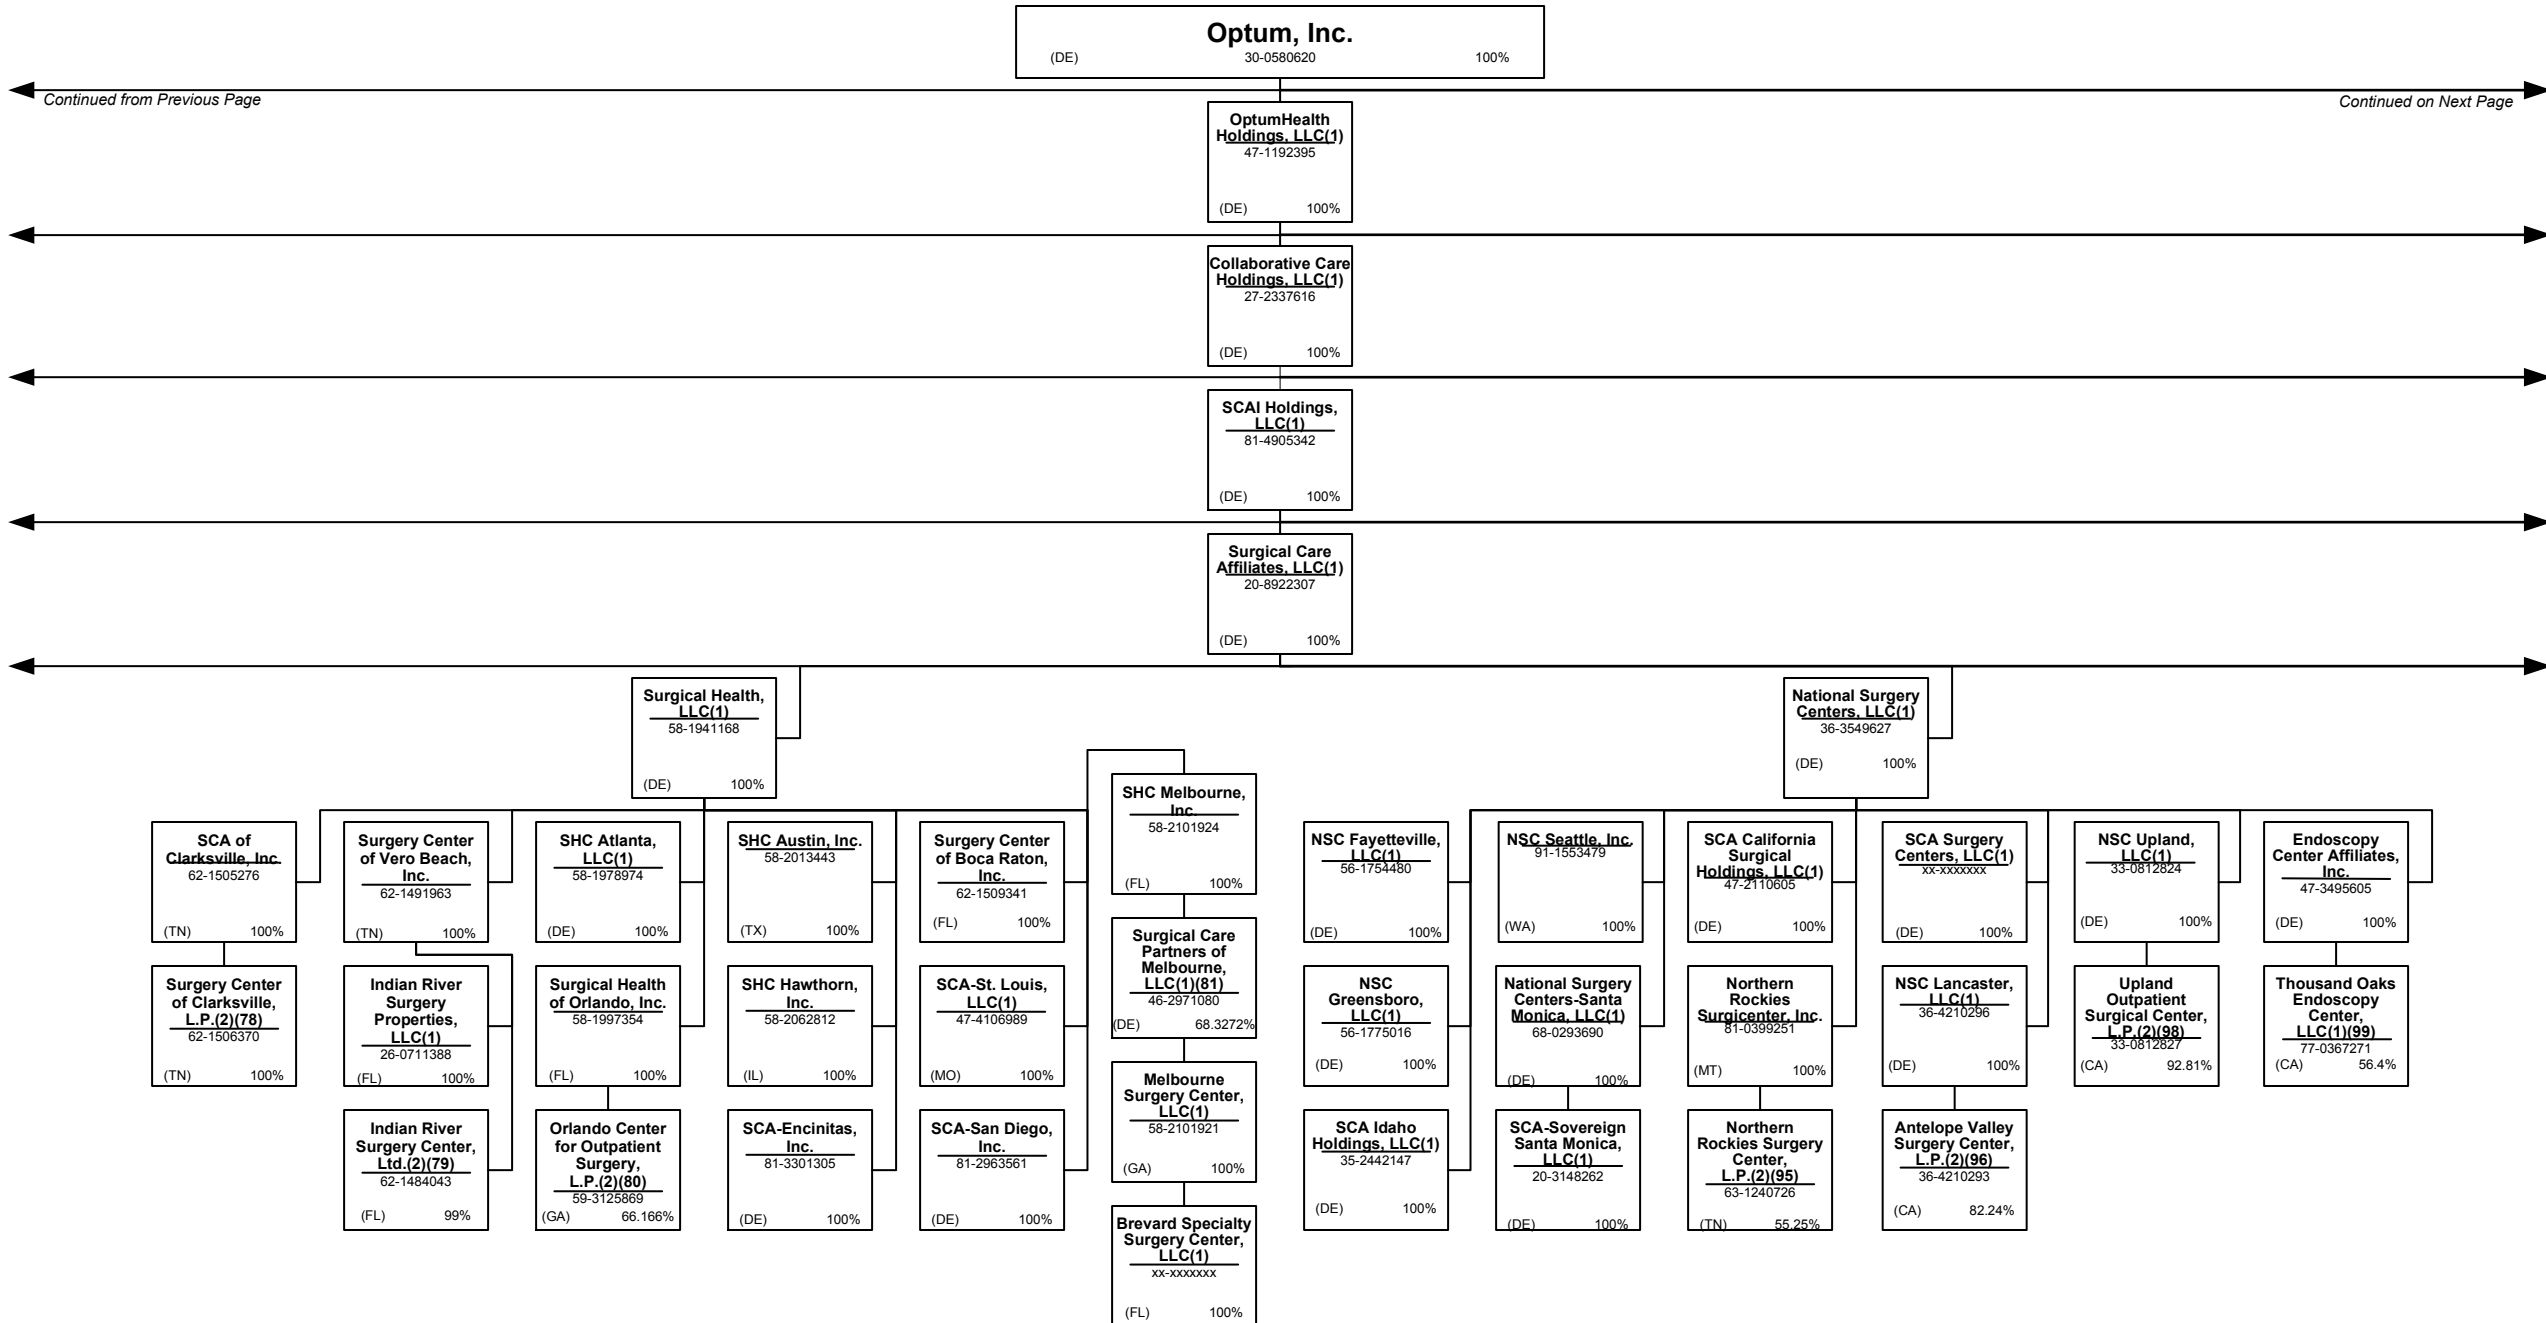 Optum, Inc.
(DE) 30-0580620 100%
Continued from Previous Page
Continued on Next Page
OptumHealth
Holdings, LLC(1)
47-1192395
(DE) 100%
Collaborative Care
Holdings, LLC(1)
27-2337616
(DE) 100%
SCAI Holdings,
LLC(1)
81-4905342
(DE) 100%
Surgical Care
Affiliates, LLC(1)
20-8922307
(DE) 100%
Surgical Health,
LLC(1)
58-1941168
(DE) 100%
National Surgery
Centers, LLC(1)
36-3549627
(DE) 100%
SCA of
Clarksville, Inc.
62-1505276
(TN) 100%
Surgery Center
of Clarksville,
L.P.(2)(78)
62-1506370
(TN) 100%
Surgery Center
of Vero Beach,
Inc.
62-1491963
(TN) 100%
Indian River
Surgery
Properties,
LLC(1)
26-0711388
(FL) 100%
Indian River
Surgery Center,
Ltd.(2)(79)
62-1484043
(FL) 99%
SHC Atlanta,
LLC(1)
58-1978974
(DE) 100%
Surgical Health
of Orlando, Inc.
58-1997354
(FL) 100%
Orlando Center
for Outpatient
Surgery,
L.P.(2)(80)
59-3125869
(GA) 66.166%
SHC Austin, Inc.
58-2013443
(TX) 100%
SHC Hawthorn,
Inc.
58-2062812
(IL) 100%
SCA-Encinitas,
Inc.
81-3301305
(DE) 100%
Surgery Center
of Boca Raton,
Inc.
62-1509341
(FL) 100%
SCA-St. Louis,
LLC(1)
47-4106989
(MO) 100%
SCA-San Diego,
Inc.
81-2963561
(DE) 100%
SHC Melbourne,
Inc.
58-2101924
(FL) 100%
Surgical Care
Partners of
Melbourne,
LLC(1)(81)
46-2971080
(DE) 68.3272%
Melbourne
Surgery Center,
LLC(1)
58-2101921
(GA) 100%
Brevard Specialty
Surgery Center,
LLC(1)
xx-xxxxxxx
(FL) 100%
NSC Fayetteville,
LLC(1)
56-1754480
(DE) 100%
NSC
Greensboro,
LLC(1)
56-1775016
(DE) 100%
SCA Idaho
Holdings, LLC(1)
35-2442147
(DE) 100%
NSC Seattle, Inc.
91-1553479
(WA) 100%
National Surgery
Centers-Santa
Monica, LLC(1)
68-0293690
(DE) 100%
SCA-Sovereign
Santa Monica,
LLC(1)
20-3148262
(DE) 100%
SCA California
Surgical
Holdings, LLC(1)
47-2110605
(DE) 100%
Northern
Rockies
Surgicenter, Inc.
81-0399251
(MT) 100%
Northern
Rockies Surgery
Center,
L.P.(2)(95)
63-1240726
(TN) 55.25%
SCA Surgery
Centers, LLC(1)
xx-xxxxxxx
(DE) 100%
NSC Lancaster,
LLC(1)
36-4210296
(DE) 100%
Antelope Valley
Surgery Center,
L.P.(2)(96)
36-4210293
(CA) 82.24%
NSC Upland,
LLC(1)
33-0812824
(DE) 100%
Upland
Outpatient
Surgical Center,
L.P.(2)(98)
33-0812827
(CA) 92.81%
Endoscopy
Center Affiliates,
Inc.
47-3495605
(DE) 100%
Thousand Oaks
Endoscopy
Center,
LLC(1)(99)
77-0367271
(CA) 56.4%